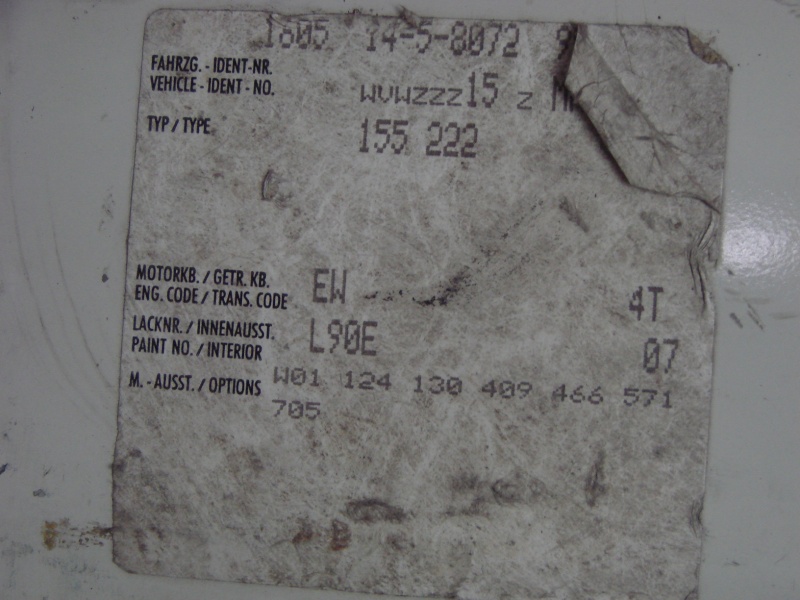 1605 14-5-8072 9
FAHRZG. - IDENT-NR.
VEHICLE - IDENT - NO. WVWZZZ15 Z M
TYP / TYPE 155 222
MOTORKB. / GETR. KB.
ENG. CODE / TRANS. CODE EW 4T
LACKNR. / INNENAUSST.
PAINT NO. / INTERIOR L90E 07
M. - AUSST. / OPTIONS W01 124 130 409 466 571
705